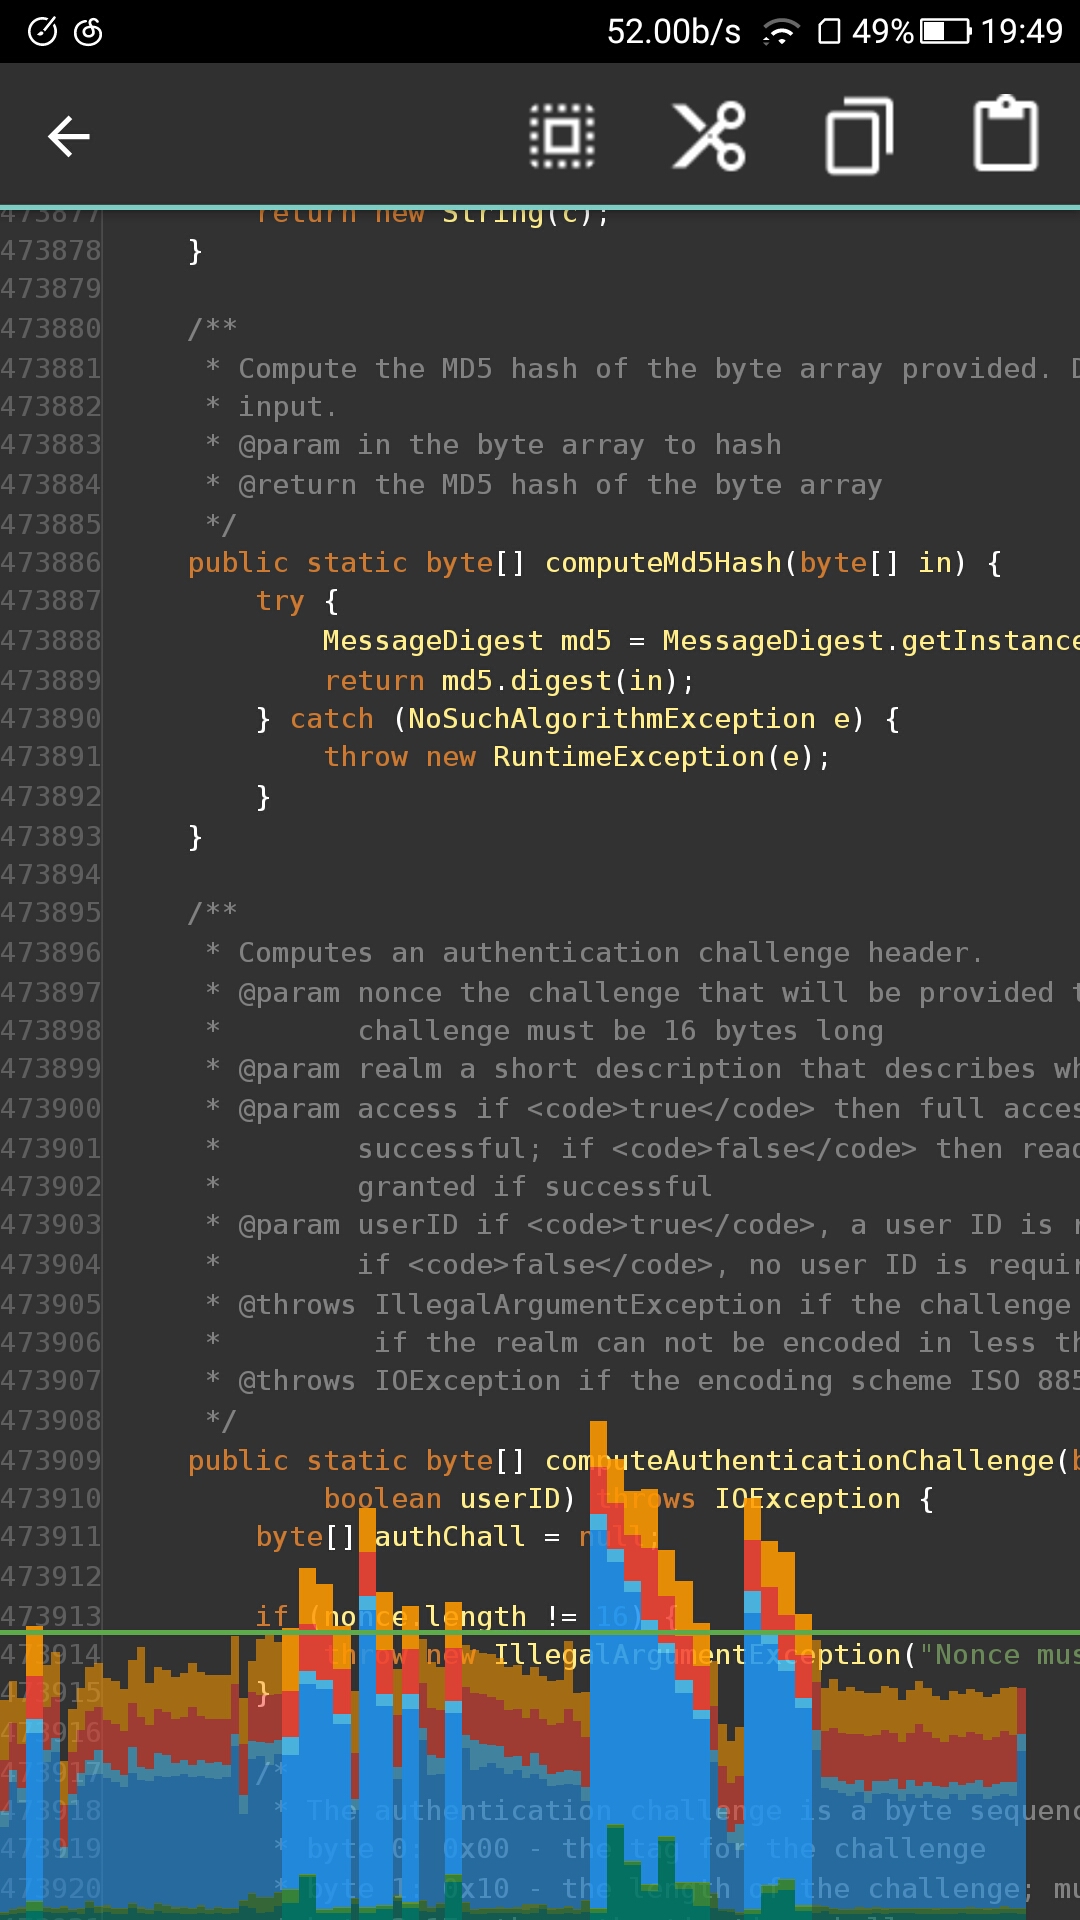 52.00b/s 49% 19:49
473877 return new String(c);
473878 }
473879
473880 /**
473881 * Compute the MD5 hash of the byte array provided. D
473882 * input.
473883 * @param in the byte array to hash
473884 * @return the MD5 hash of the byte array
473885 */
473886 public static byte[] computeMd5Hash(byte[] in) {
473887 try {
473888 MessageDigest md5 = MessageDigest.getInstance
473889 return md5.digest(in);
473890 } catch (NoSuchAlgorithmException e) {
473891 throw new RuntimeException(e);
473892 }
473893 }
473894
473895 /**
473896 * Computes an authentication challenge header.
473897 * @param nonce the challenge that will be provided t
473898 * challenge must be 16 bytes long
473899 * @param realm a short description that describes wh
473900 * @param access if <code>true</code> then full acces
473901 * successful; if <code>false</code> then read
473902 * granted if successful
473903 * @param userID if <code>true</code>, a user ID is r
473904 * if <code>false</code>, no user ID is requir
473905 * @throws IllegalArgumentException if the challenge
473906 * if the realm can not be encoded in less th
473907 * @throws IOException if the encoding scheme ISO 885
473908 */
473909 public static byte[] computeAuthenticationChallenge(b
473910 boolean userID) throws IOException {
473911 byte[] authChall = null;
473912
473913 if (nonce.length != 16) {
473914 throw new IllegalArgumentException("Nonce mus
473915 }
473916
473917 /*
473918 * The authentication challenge is a byte sequenc
473919 * byte 0: 0x00 - the tag for the challenge
473920 * byte 1: 0x10 - the length of the challenge; mu